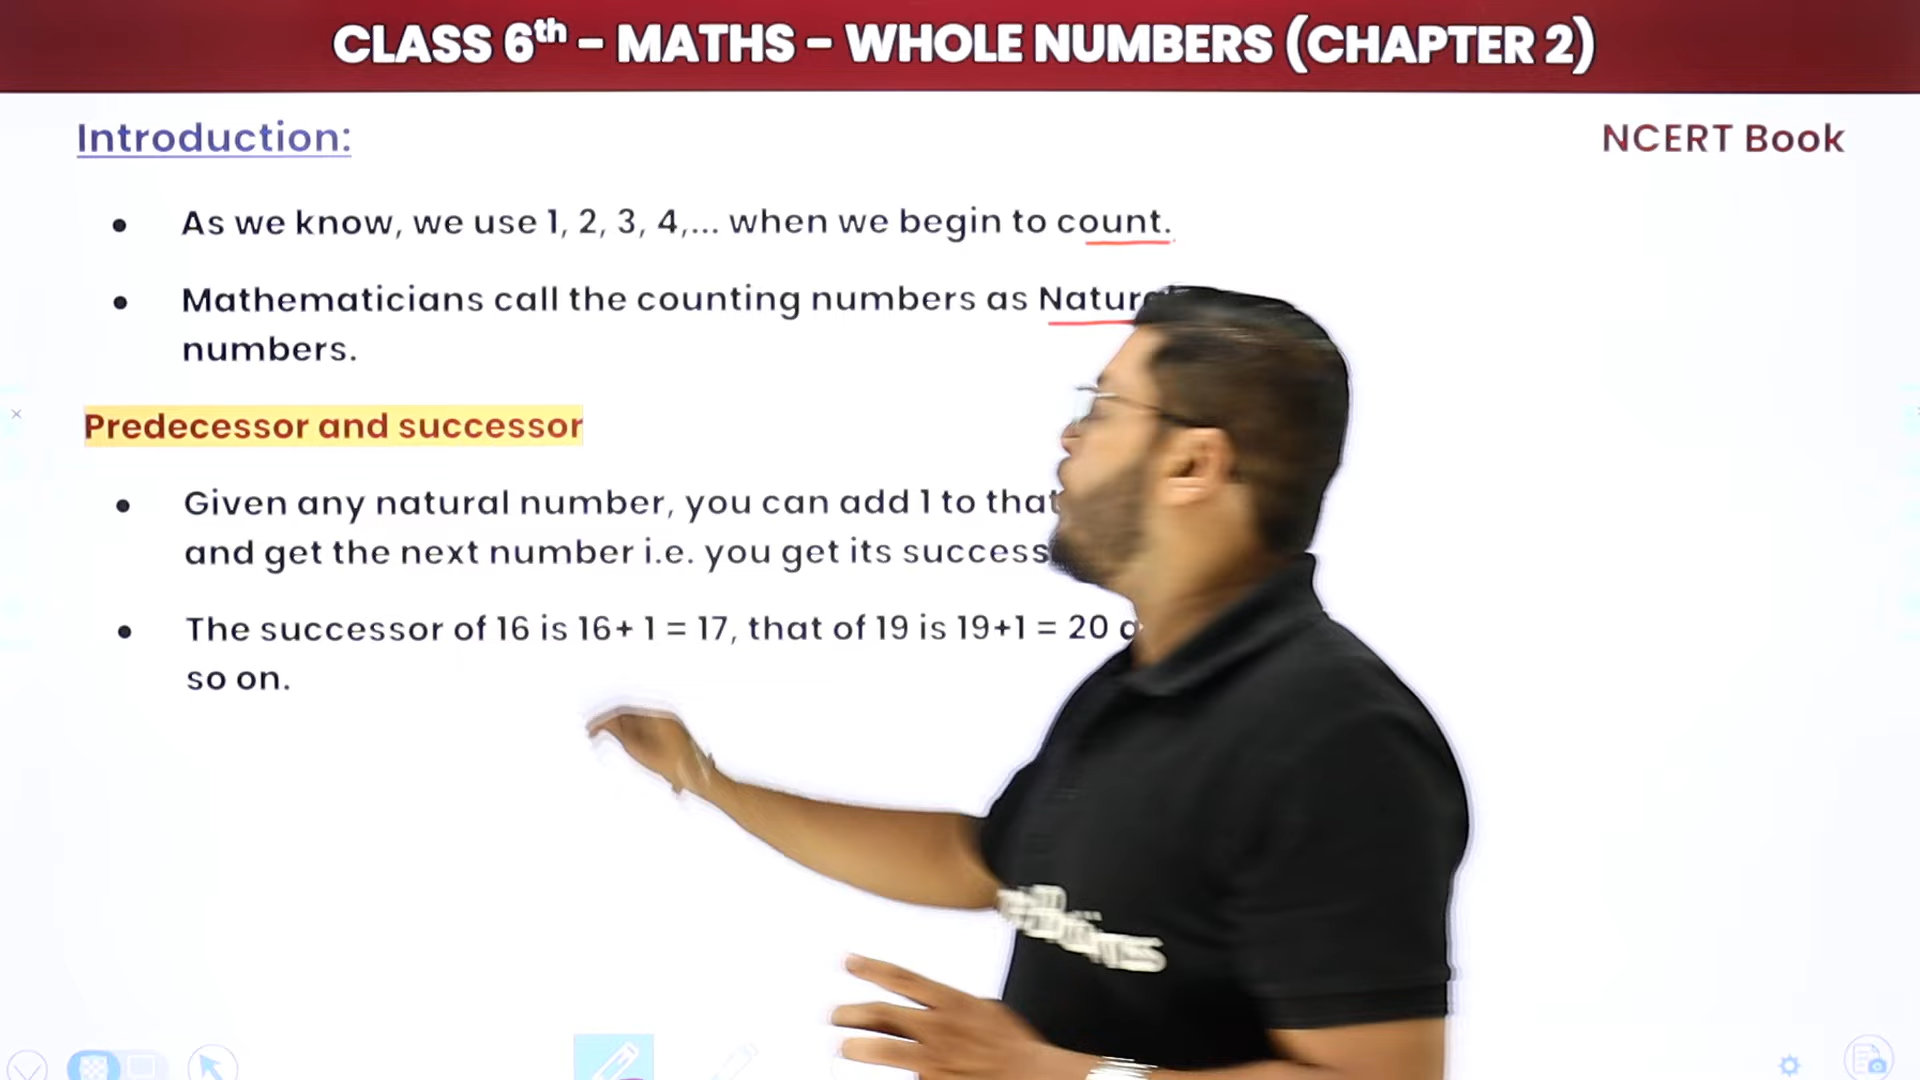 CLASS 6th – MATHS – WHOLE NUMBERS (CHAPTER 2)
Introduction:
NCERT Book
As we know, we use 1, 2, 3, 4,... when we begin to count.
Mathematicians call the counting numbers as
numbers.
Predecessor and successor
Given any natural number, you can add 1 to that
and get the next number i.e. you get its
The successor of 16 is 16+ 1 = 17, that of 19 is 19+1 = 20
so on.